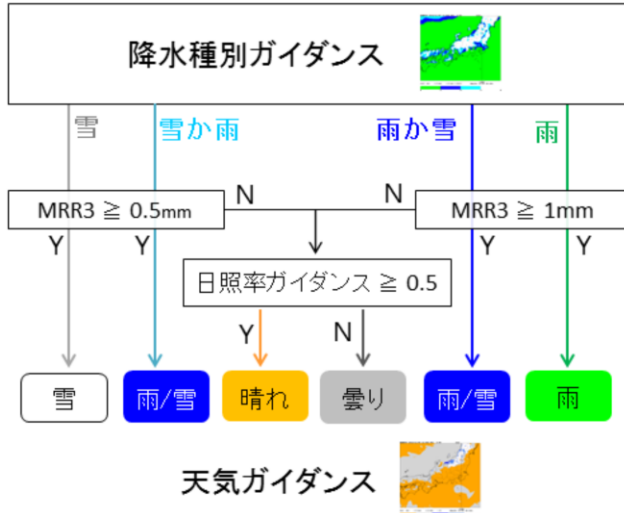 降水種別ガイダンス
雪
雪か雨
雨か雪
雨
N
N
MRR3 ≧ 0.5mm
MRR3 ≧ 1mm
Y
Y
Y
Y
日照率ガイダンス ≧ 0.5
Y
N
雪
雨/雪
晴れ
曇り
雨/雪
雨
天気ガイダンス